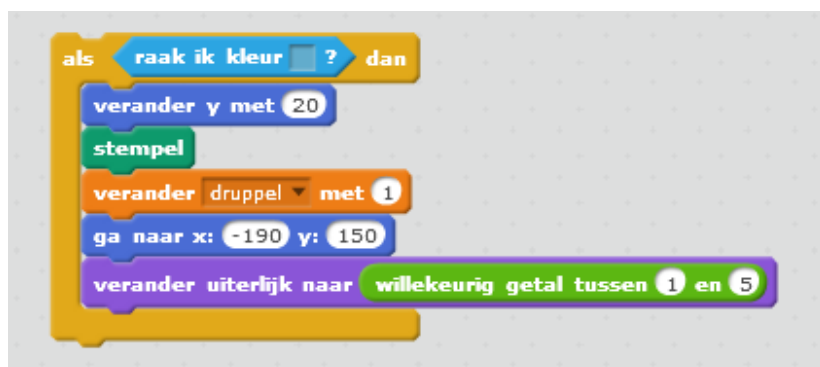 als raak ik kleur ? dan
verander y met 20
stempel
verander druppel met 1
ga naar x: -190 y: 150
verander uiterlijk naar willekeurig getal tussen 1 en 5